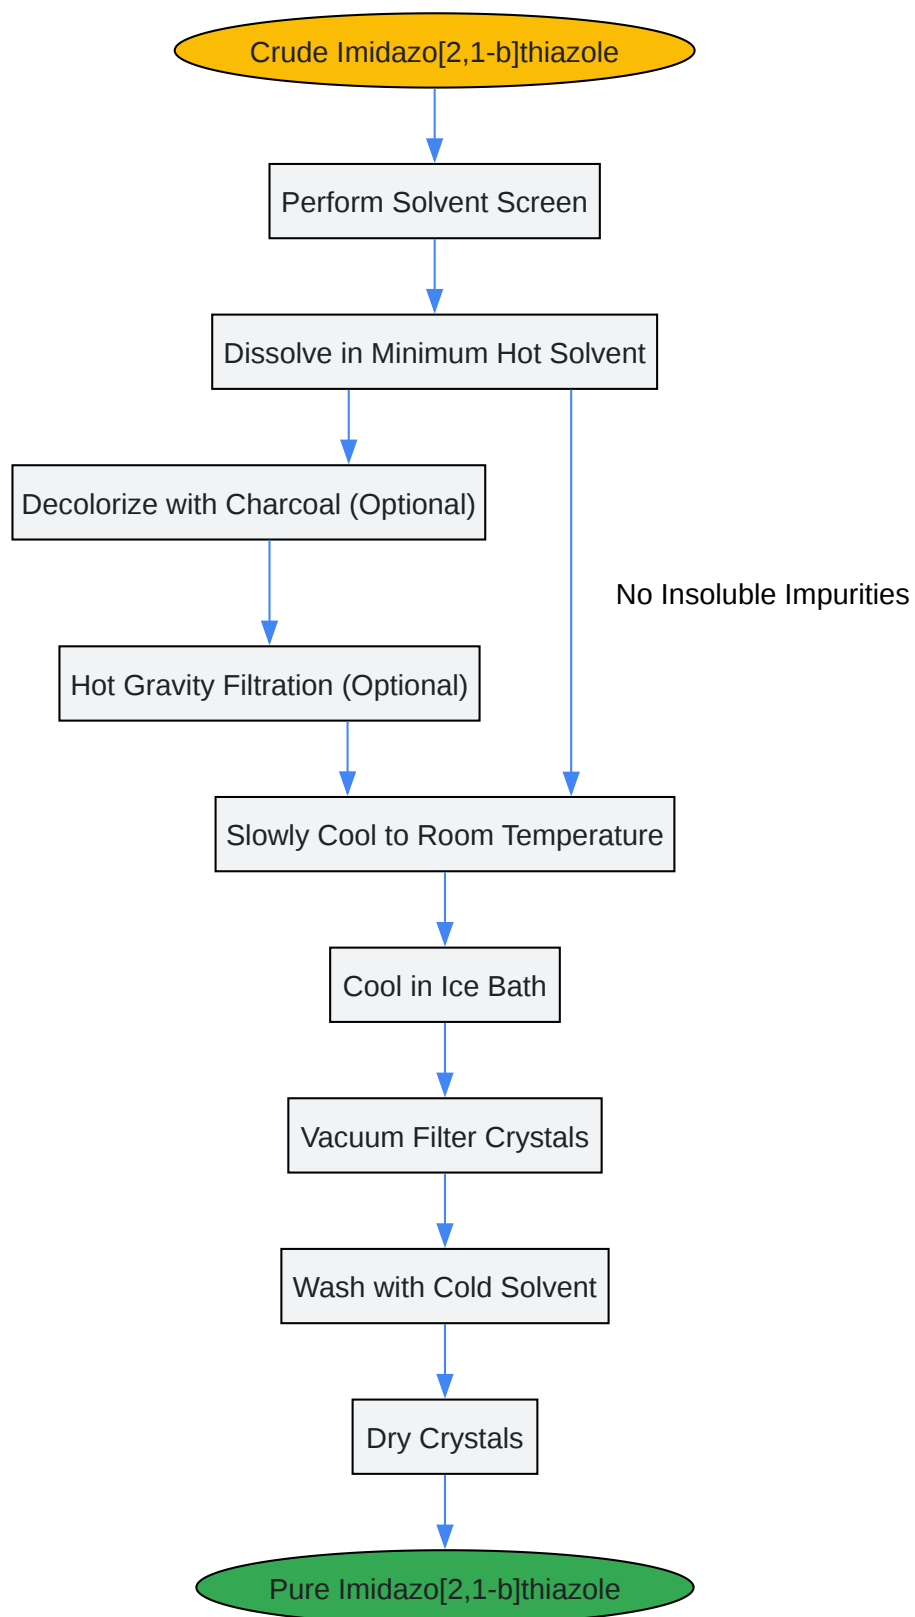 Crude Imidazo[2,1-b]thiazole
Perform Solvent Screen
Dissolve in Minimum Hot Solvent
Decolorize with Charcoal (Optional)
No Insoluble Impurities
Hot Gravity Filtration (Optional)
Slowly Cool to Room Temperature
Cool in Ice Bath
Vacuum Filter Crystals
Wash with Cold Solvent
Dry Crystals
Pure Imidazo[2,1-b]thiazole